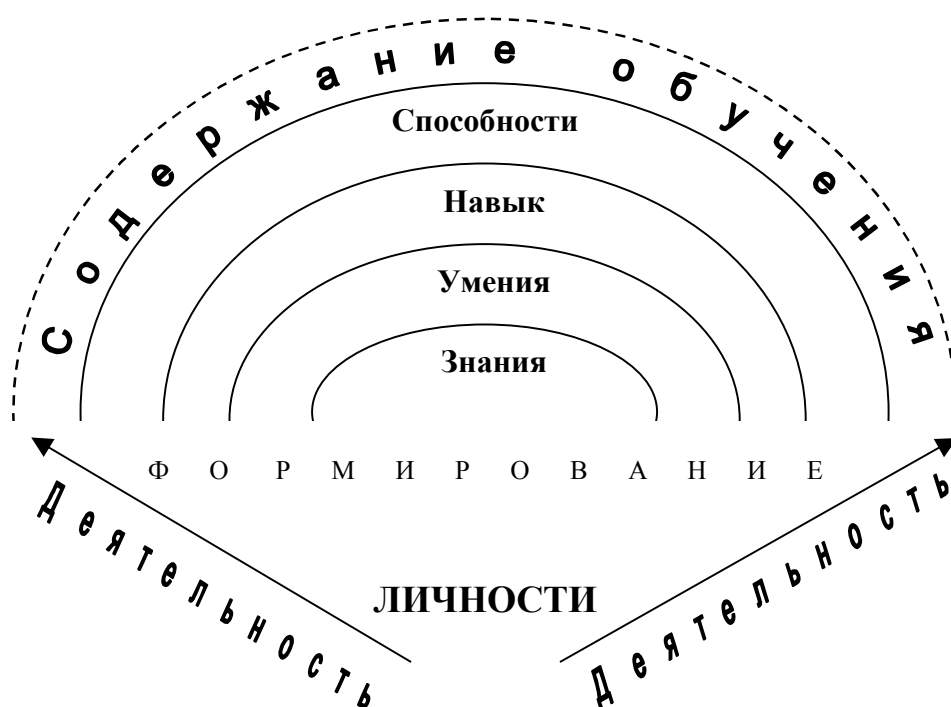 Содержание обучения
Способности
Навык
Умения
Знания
ФОРМИРОВАНИЕ
Деятельность
Деятельность
ЛИЧНОСТИ